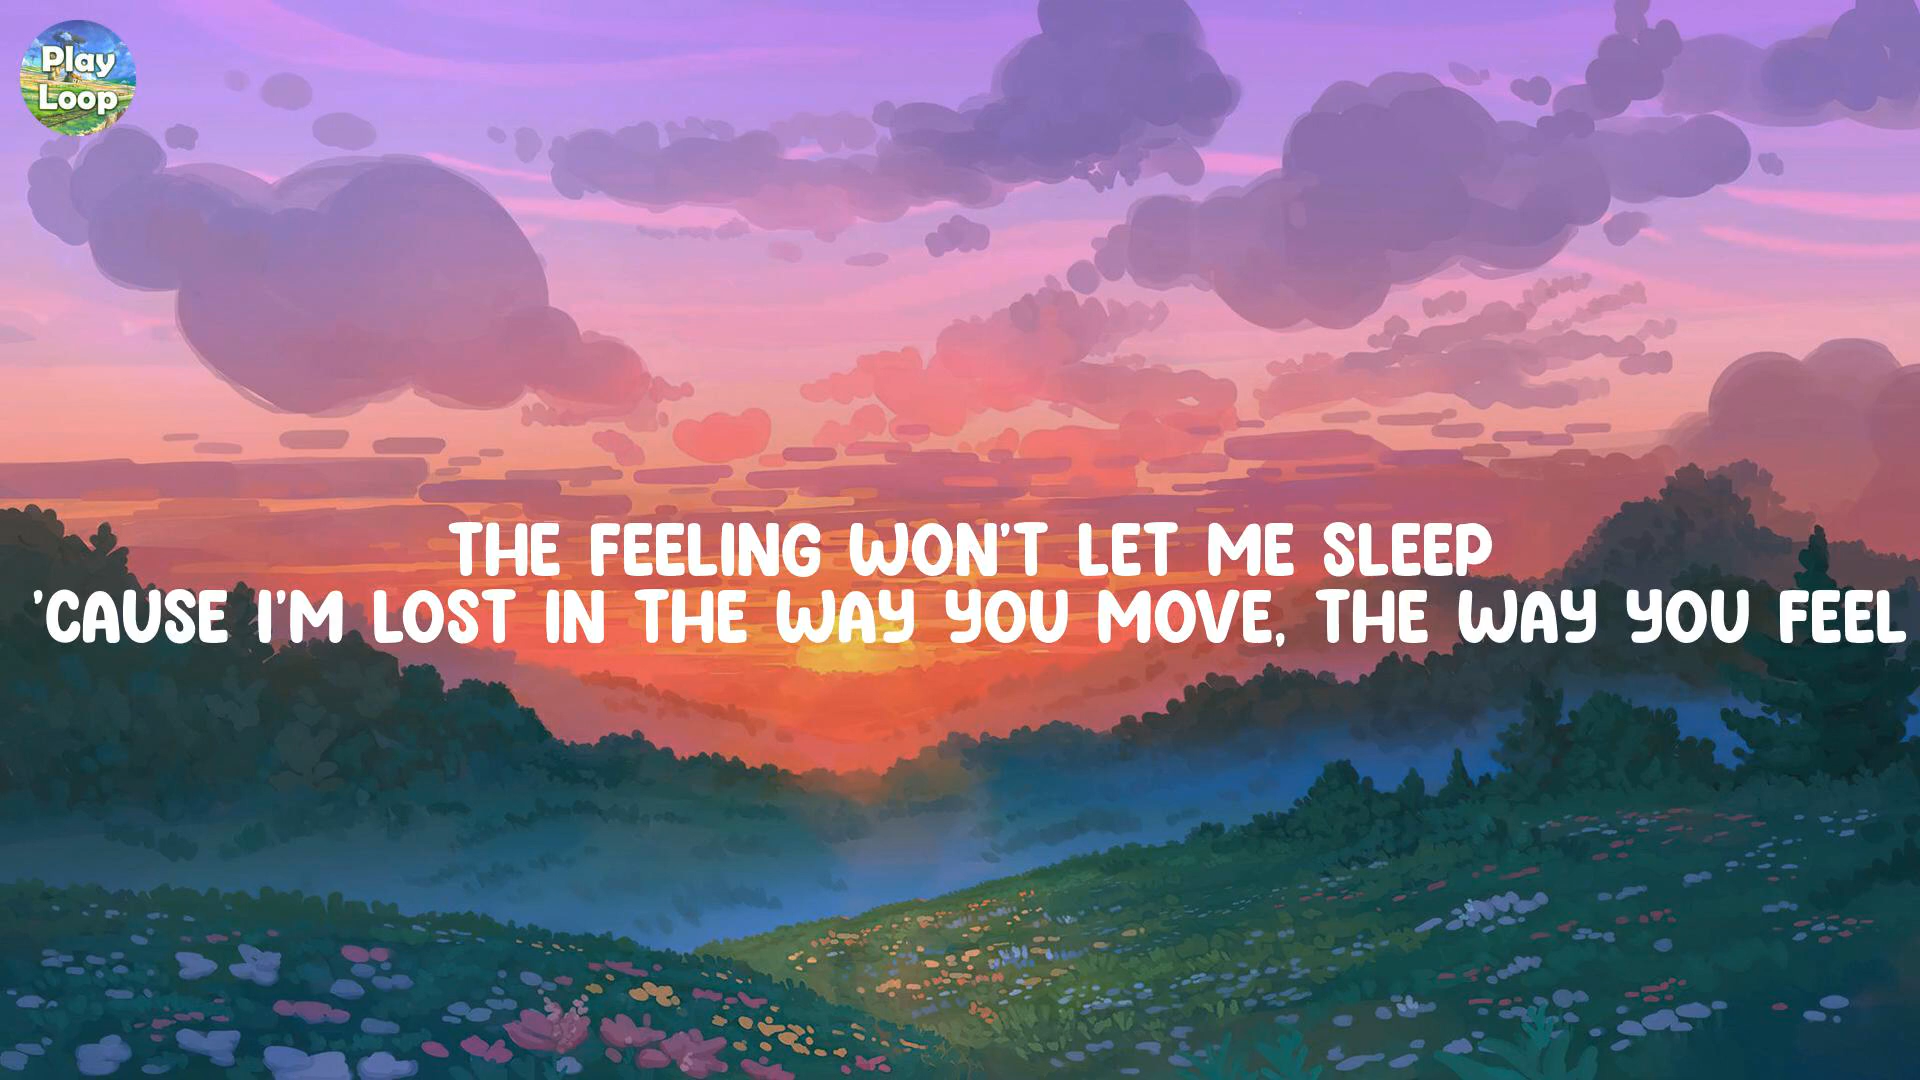 Play
Loop
THE FEELING WON'T LET ME SLEEP
'CAUSE I'M LOST IN THE WAY YOU MOVE, THE WAY YOU FEEL